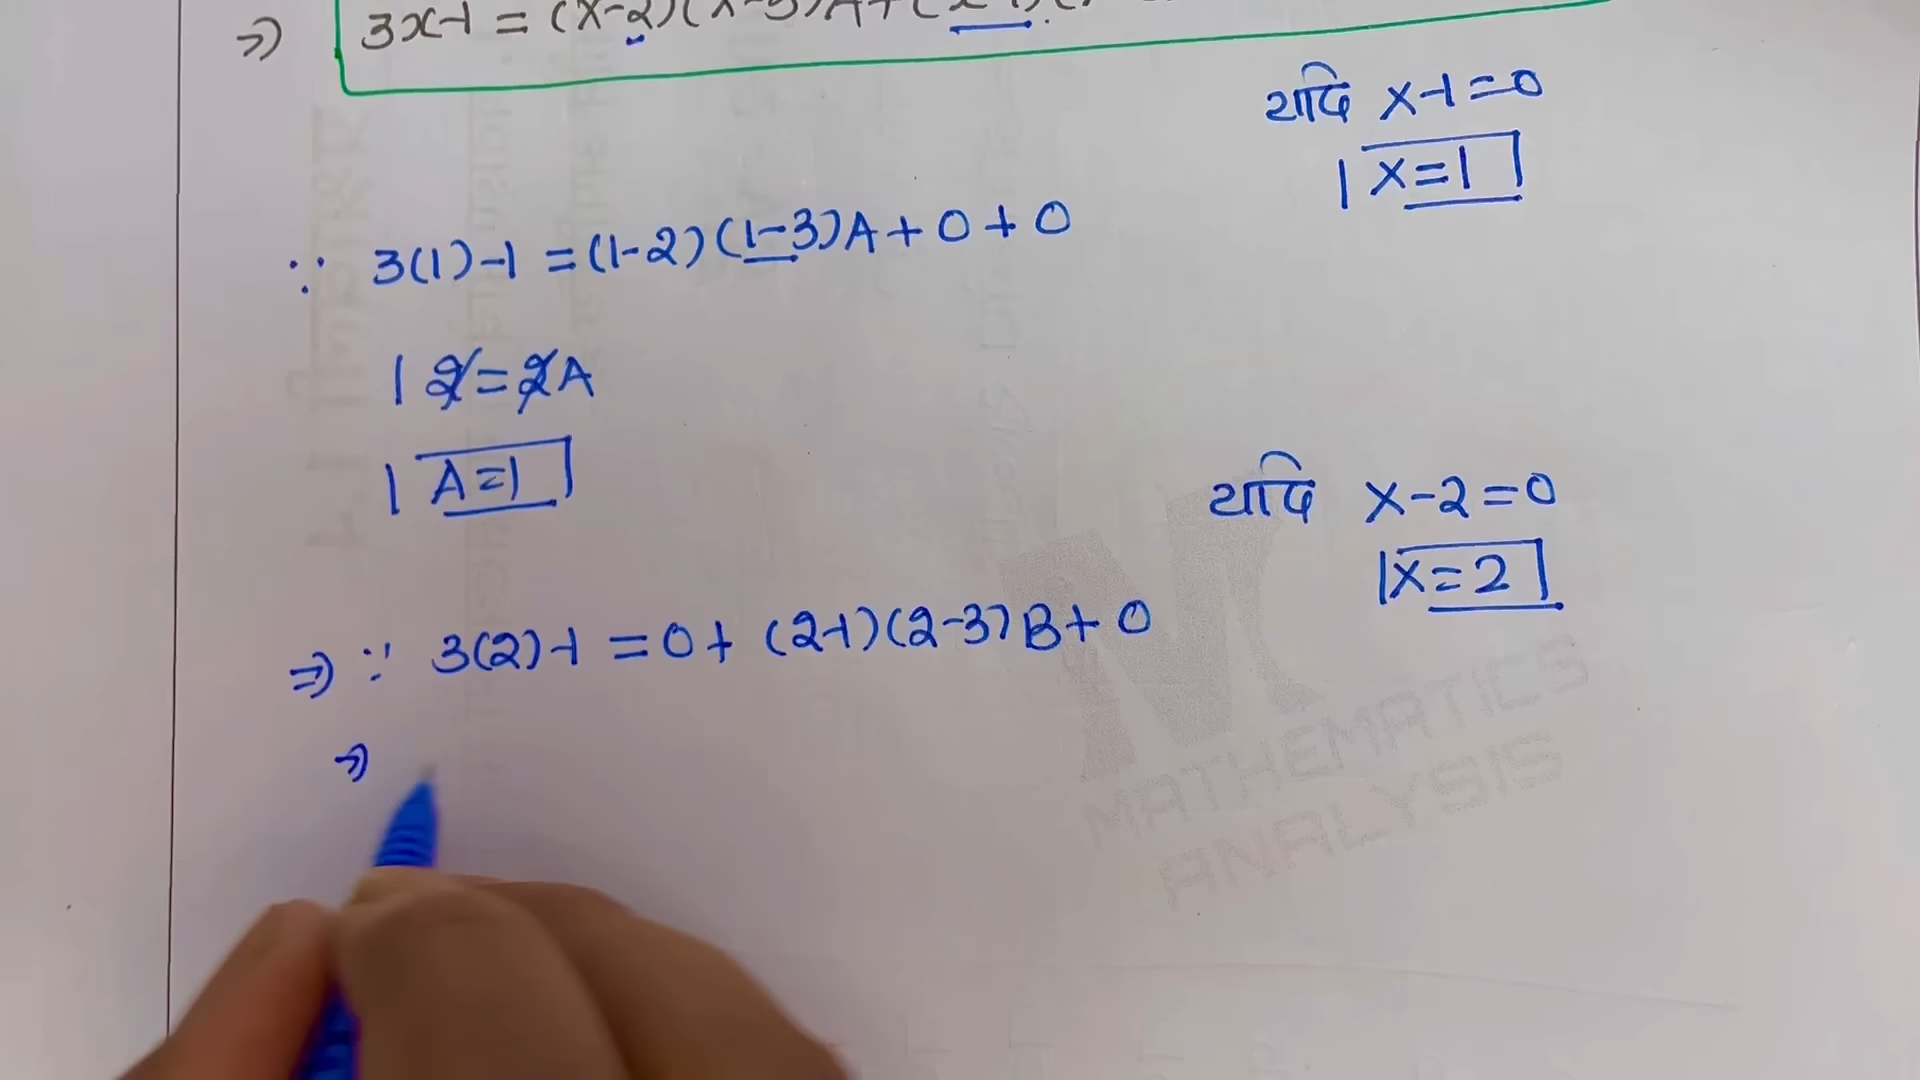 ⇒ 3x-1 = (x-2)(x-3)A+(x-1)
यदि x-1=0
x=1
∵ 3(1)-1 =(1-2)(1-3)A+0+0
2=2A
A=1
यदि x-2=0
x=2
⇒ ∵ 3(2)-1 =0+ (2-1)(2-3)B+0
⇒
MATHEMATICS
ANALYSIS